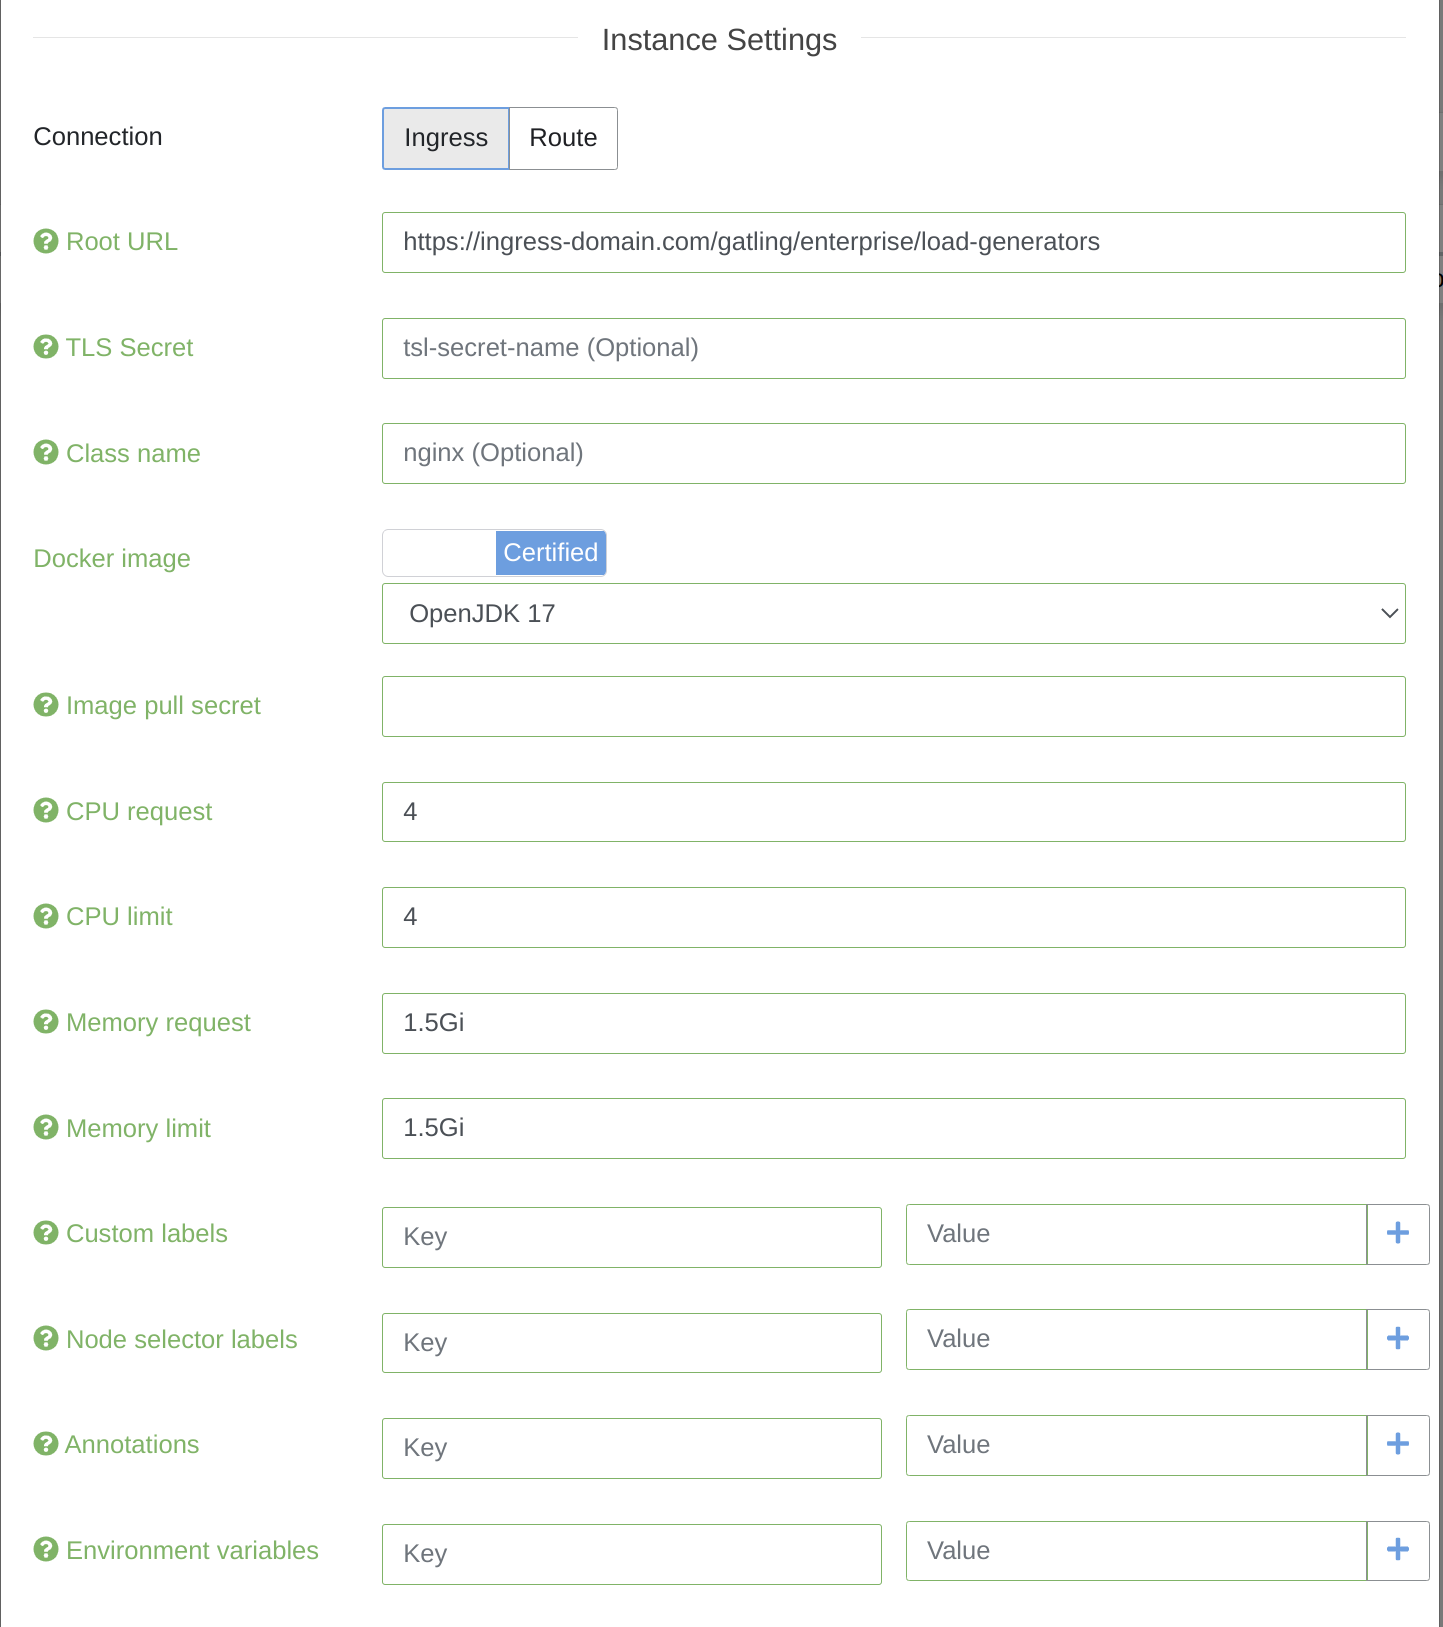 Instance Settings
Connection
Ingress Route
Root URL
https://ingress-domain.com/gatling/enterprise/load-generators
TLS Secret
tsl-secret-name (Optional)
Class name
nginx (Optional)
Docker image
Certified
OpenJDK 17
Image pull secret
CPU request
4
CPU limit
4
Memory request
1.5Gi
Memory limit
1.5Gi
Custom labels
Key Value
Node selector labels
Key Value
Annotations
Key Value
Environment variables
Key Value